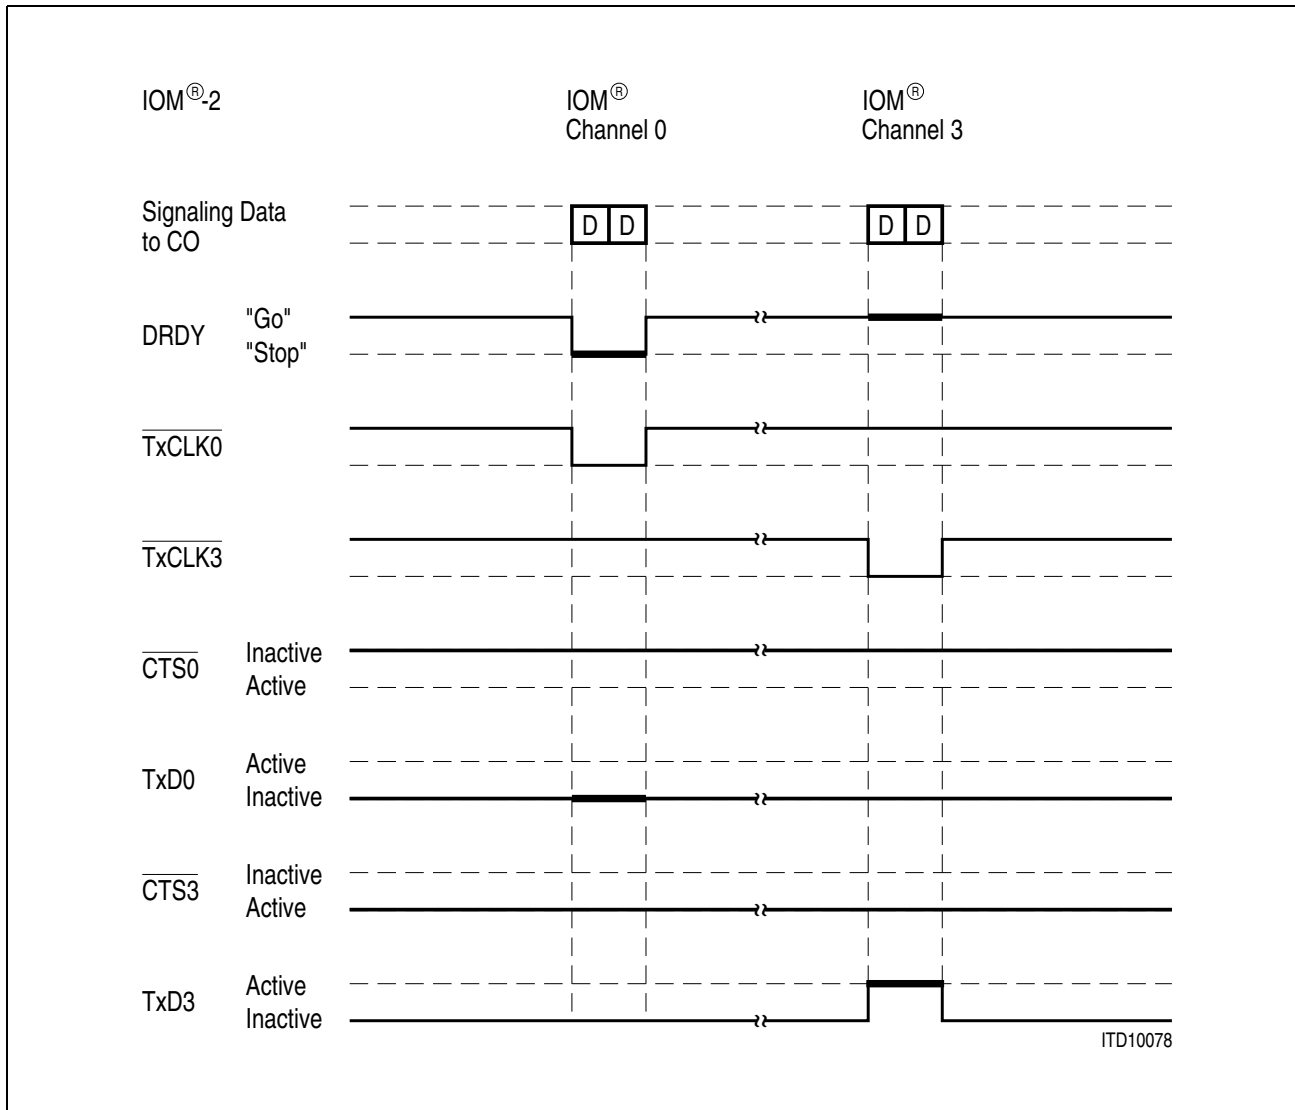 IOM®-2
IOM®
Channel 0
IOM®
Channel 3
Signaling Data
to CO
D D
D D
DRDY
"Go"
"Stop"
TxCLK0
TxCLK3
CTS0
Inactive
Active
TxD0
Active
Inactive
CTS3
Inactive
Active
TxD3
Active
Inactive
ITD10078